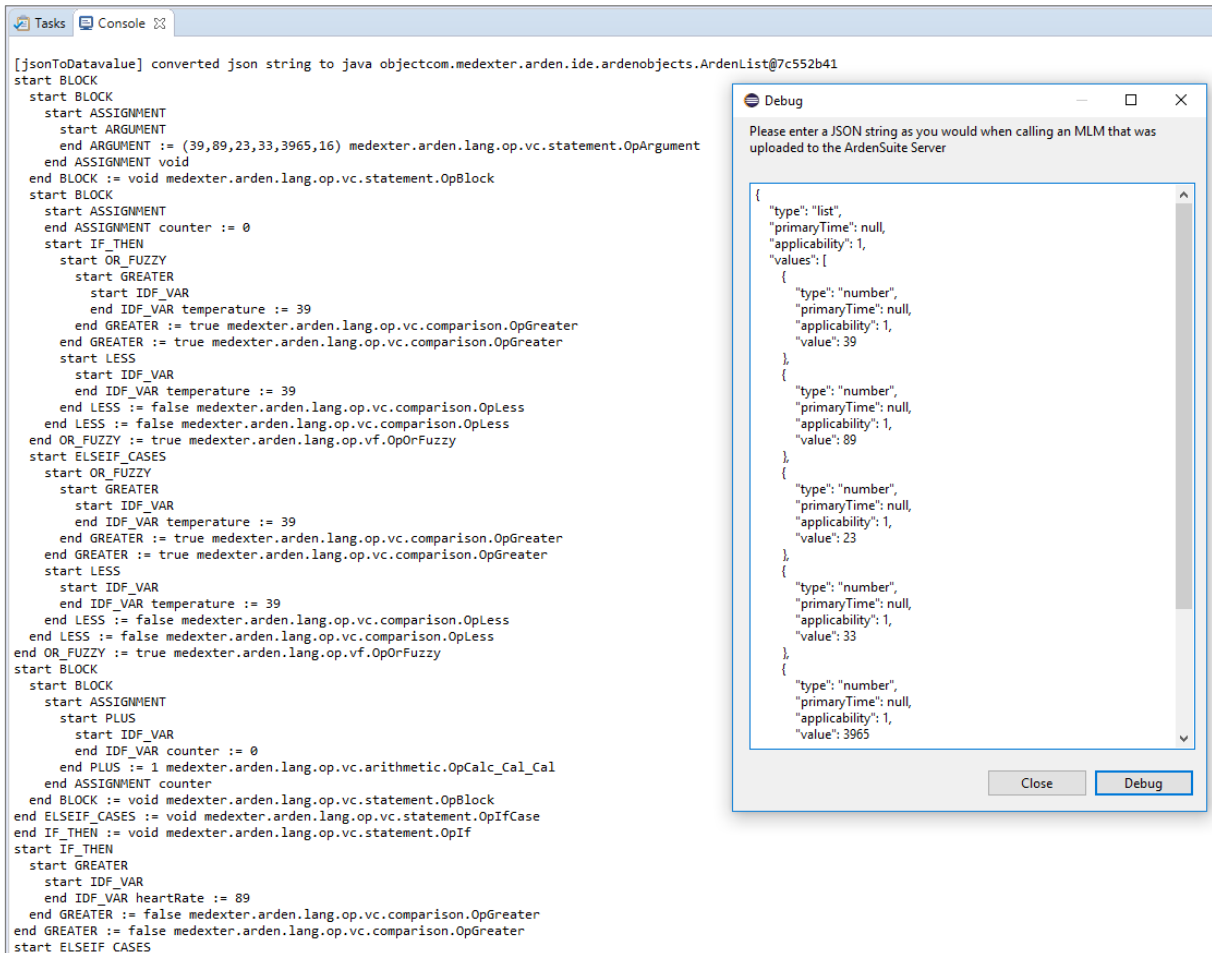 Tasks
Console
[jsonToDatavalue] converted json string to java objectcom.medexter.arden.ide.ardenobjects.ArdenList@7c552b41
start BLOCK
start BLOCK
start ASSIGNMENT
start ARGUMENT
end ARGUMENT := (39,89,23,33,3965,16) medexter.arden.lang.op.vc.statement.OpArgument
end ASSIGNMENT void
end BLOCK := void medexter.arden.lang.op.vc.statement.OpBlock
start BLOCK
start ASSIGNMENT
end ASSIGNMENT counter := 0
start IF_THEN
start OR_FUZZY
start GREATER
start IDF_VAR
end IDF_VAR temperature := 39
end GREATER := true medexter.arden.lang.op.vc.comparison.OpGreater
end GREATER := true medexter.arden.lang.op.vc.comparison.OpGreater
start LESS
start IDF_VAR
end IDF_VAR temperature := 39
end LESS := false medexter.arden.lang.op.vc.comparison.OpLess
end LESS := false medexter.arden.lang.op.vc.comparison.OpLess
end OR_FUZZY := true medexter.arden.lang.op.vf.OpOrFuzzy
start ELSEIF_CASES
start OR_FUZZY
start GREATER
start IDF_VAR
end IDF_VAR temperature := 39
end GREATER := true medexter.arden.lang.op.vc.comparison.OpGreater
end GREATER := true medexter.arden.lang.op.vc.comparison.OpGreater
start LESS
start IDF_VAR
end IDF_VAR temperature := 39
end LESS := false medexter.arden.lang.op.vc.comparison.OpLess
end LESS := false medexter.arden.lang.op.vc.comparison.OpLess
end OR_FUZZY := true medexter.arden.lang.op.vf.OpOrFuzzy
start BLOCK
start BLOCK
start ASSIGNMENT
start PLUS
start IDF_VAR
end IDF_VAR counter := 0
end PLUS := 1 medexter.arden.lang.op.vc.arithmetic.OpCalc_Cal_Cal
end ASSIGNMENT counter
end BLOCK := void medexter.arden.lang.op.vc.statement.OpBlock
end ELSEIF_CASES := void medexter.arden.lang.op.vc.statement.OpIfCase
end IF_THEN := void medexter.arden.lang.op.vc.statement.OpIf
start IF_THEN
start GREATER
start IDF_VAR
end IDF_VAR heartRate := 89
end GREATER := false medexter.arden.lang.op.vc.comparison.OpGreater
end GREATER := false medexter.arden.lang.op.vc.comparison.OpGreater
start ELSEIF CASES
Debug
Please enter a JSON string as you would when calling an MLM that was
uploaded to the ArdenSuite Server
{
"type": "list",
"primaryTime": null,
"applicability": 1,
"values": [
{
"type": "number",
"primaryTime": null,
"applicability": 1,
"value": 39
},
{
"type": "number",
"primaryTime": null,
"applicability": 1,
"value": 89
},
{
"type": "number",
"primaryTime": null,
"applicability": 1,
"value": 23
},
{
"type": "number",
"primaryTime": null,
"applicability": 1,
"value": 33
},
{
"type": "number",
"primaryTime": null,
"applicability": 1,
"value": 3965
Close
Debug